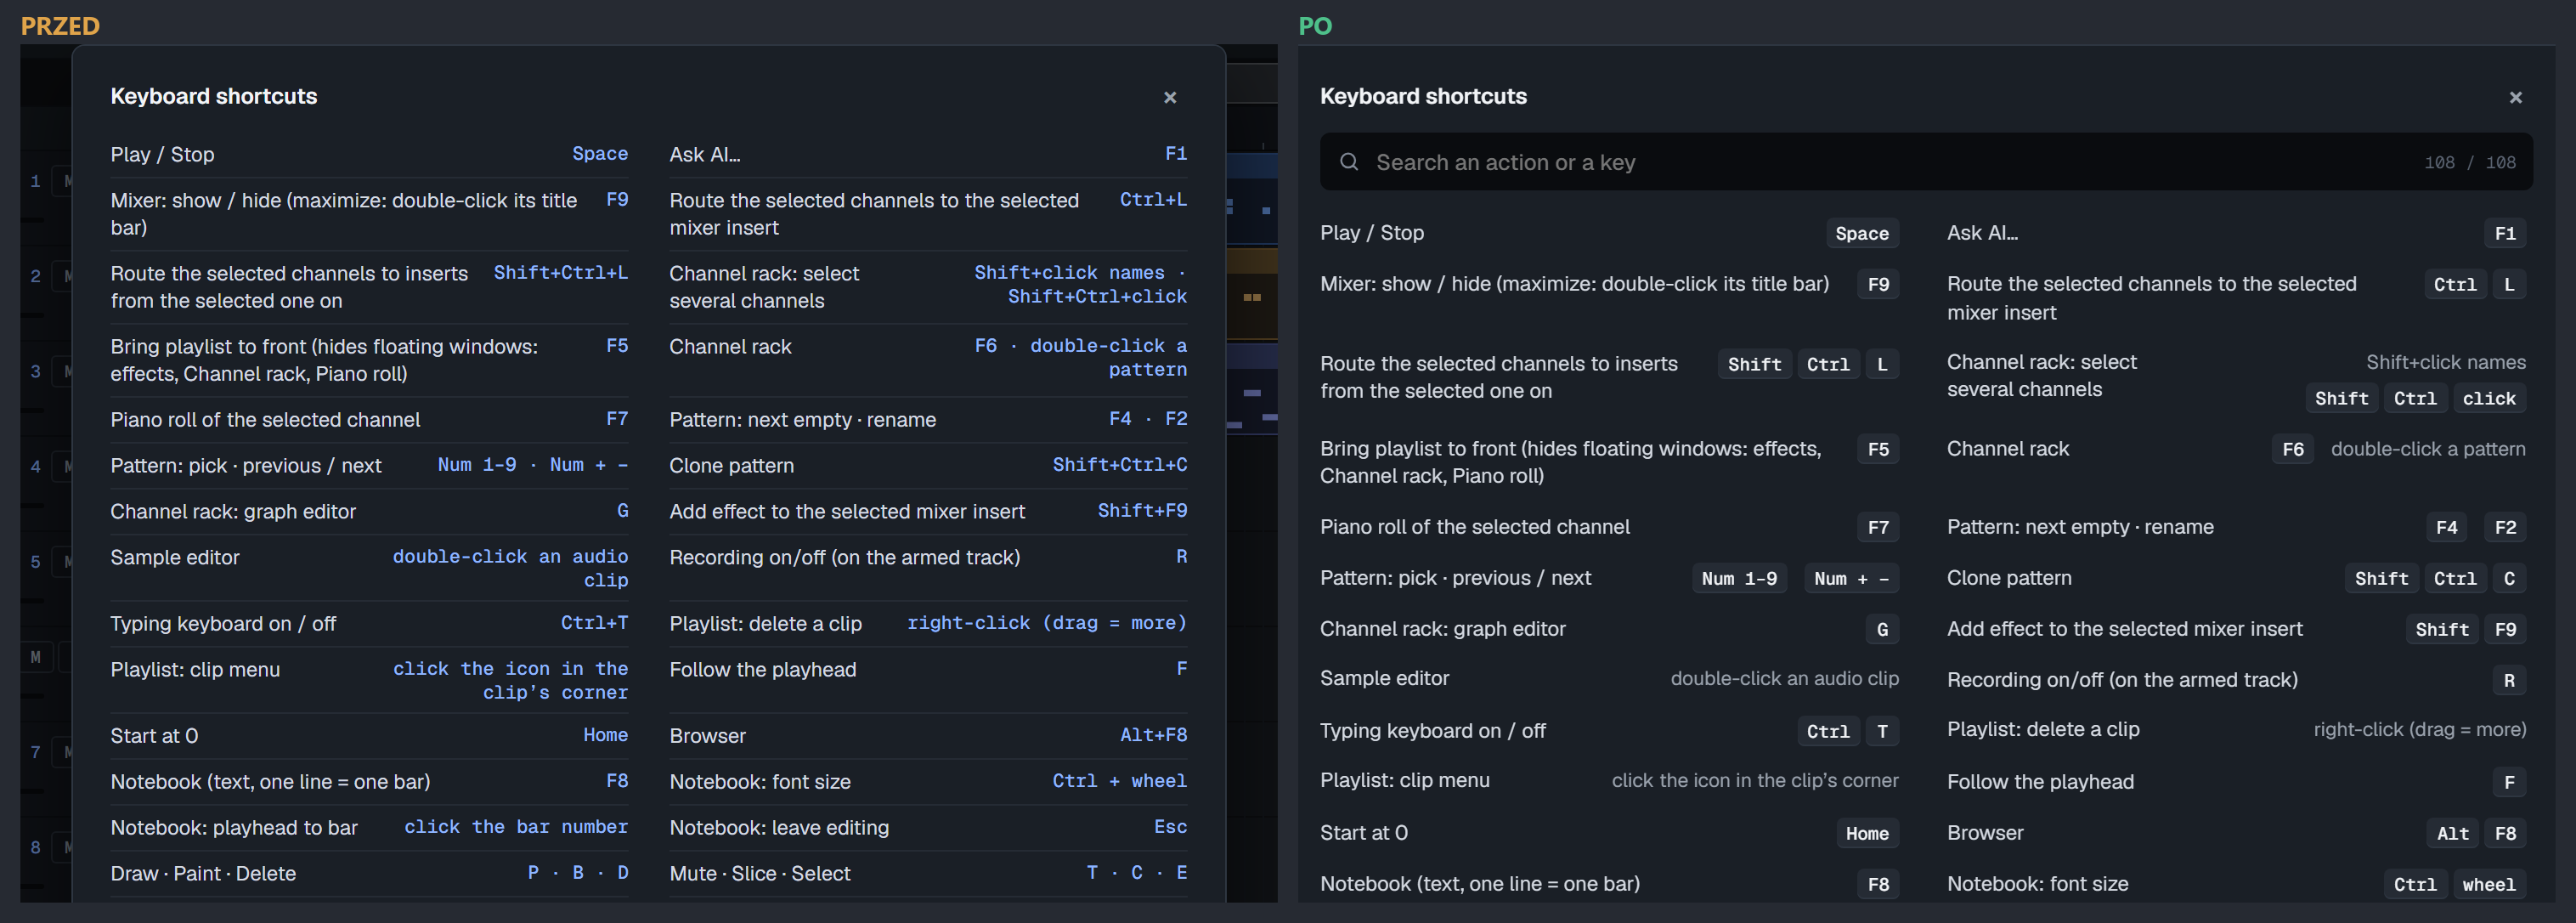 PRZED
Keyboard shortcuts
×
Play / Stop Space
Ask AI… F1
Mixer: show / hide (maximize: double-click its title F9
bar)
Route the selected channels to the selected Ctrl+L
mixer insert
Route the selected channels to inserts Shift+Ctrl+L
from the selected one on
Channel rack: select Shift+click names ·
several channels Shift+Ctrl+click
Bring playlist to front (hides floating windows: F5
effects, Channel rack, Piano roll)
Channel rack F6 · double-click a
pattern
Piano roll of the selected channel F7
Pattern: next empty · rename F4 · F2
Pattern: pick · previous / next Num 1–9 · Num + −
Clone pattern Shift+Ctrl+C
Channel rack: graph editor G
Add effect to the selected mixer insert Shift+F9
Sample editor double-click an audio
clip
Recording on/off (on the armed track) R
Typing keyboard on / off Ctrl+T
Playlist: delete a clip right-click (drag = more)
Playlist: clip menu click the icon in the
clip’s corner
Follow the playhead F
Start at 0 Home
Browser Alt+F8
Notebook (text, one line = one bar) F8
Notebook: font size Ctrl + wheel
Notebook: playhead to bar click the bar number
Notebook: leave editing Esc
Draw · Paint · Delete P · B · D
Mute · Slice · Select T · C · E
1 M
2 M
3 M
4 M
5 M
M
7 M
8 M
PO
Keyboard shortcuts
×
Search an action or a key 108 / 108
Play / Stop Space
Ask AI… F1
Mixer: show / hide (maximize: double-click its title bar) F9
Route the selected channels to the selected Ctrl L
mixer insert
Route the selected channels to inserts Shift Ctrl L
from the selected one on
Channel rack: select Shift+click names
several channels Shift Ctrl click
Bring playlist to front (hides floating windows: effects, F5
Channel rack, Piano roll)
Channel rack F6 double-click a pattern
Piano roll of the selected channel F7
Pattern: next empty · rename F4 F2
Pattern: pick · previous / next Num 1–9 Num + −
Clone pattern Shift Ctrl C
Channel rack: graph editor G
Add effect to the selected mixer insert Shift F9
Sample editor double-click an audio clip
Recording on/off (on the armed track) R
Typing keyboard on / off Ctrl T
Playlist: delete a clip right-click (drag = more)
Playlist: clip menu click the icon in the clip’s corner
Follow the playhead F
Start at 0 Home
Browser Alt F8
Notebook (text, one line = one bar) F8
Notebook: font size Ctrl wheel